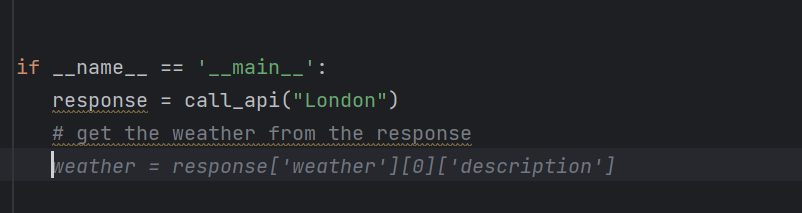 if __name__ == '__main__':
    response = call_api("London")
    # get the weather from the response
    weather = response['weather'][0]['description']